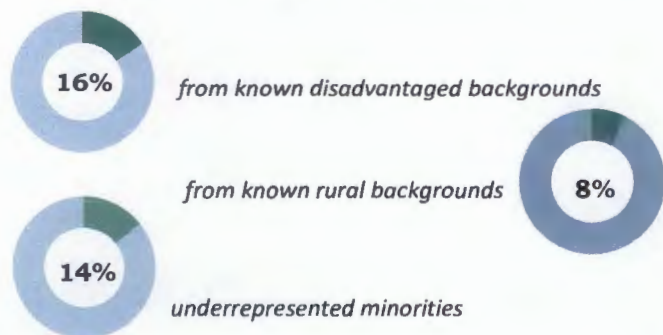 16%
from known disadvantaged backgrounds
from known rural backgrounds
8%
14%
underrepresented minorities